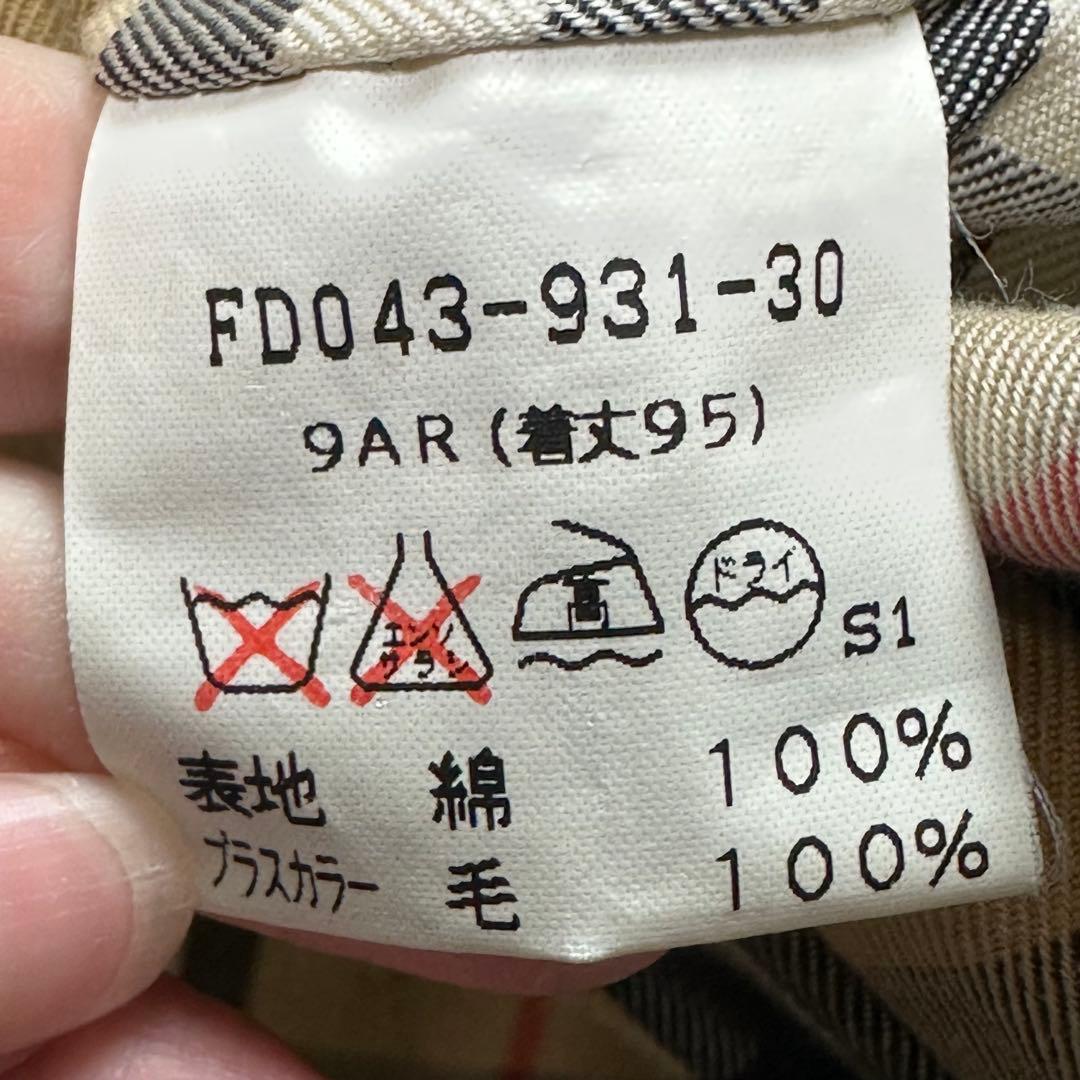 FD043-931-30
9AR(着丈95)
エンソ
サラシ
高
ドライ
S1
表地 綿 100%
プラスカラー 毛 100%